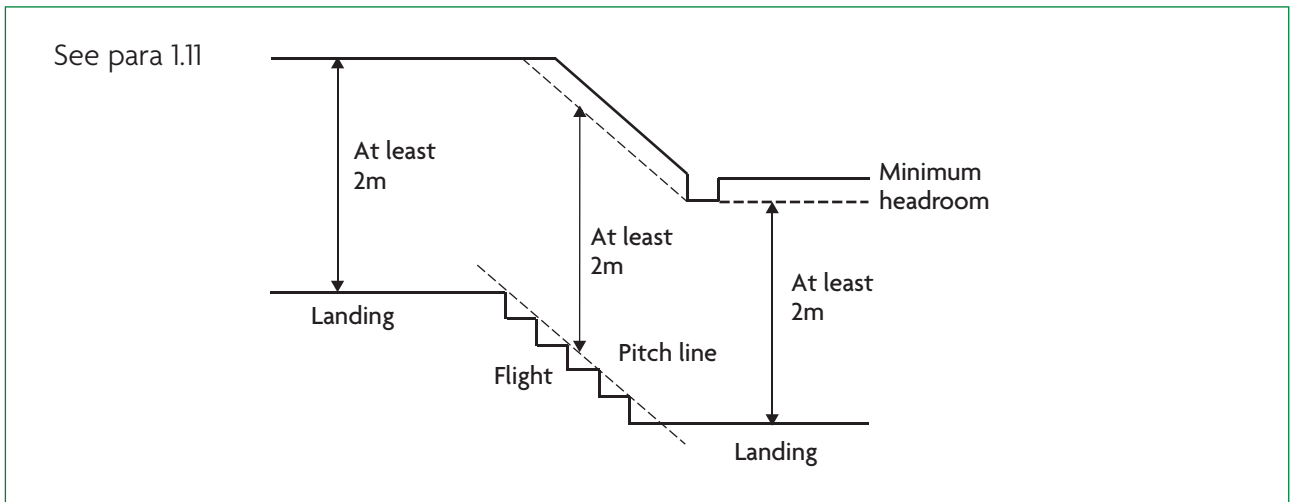 See para 1.11
At least
2m
Landing
At least
2m
Flight
Pitch line
Minimum
headroom
At least
2m
Landing